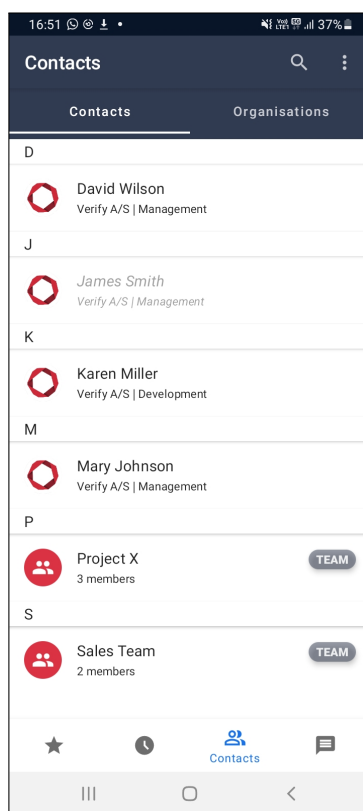 16:51 37%
Contacts
Contacts Organisations
D
David Wilson
Verify A/S | Management
J
James Smith
Verify A/S | Management
K
Karen Miller
Verify A/S | Development
M
Mary Johnson
Verify A/S | Management
P
Project X TEAM
3 members
S
Sales Team TEAM
2 members
Contacts